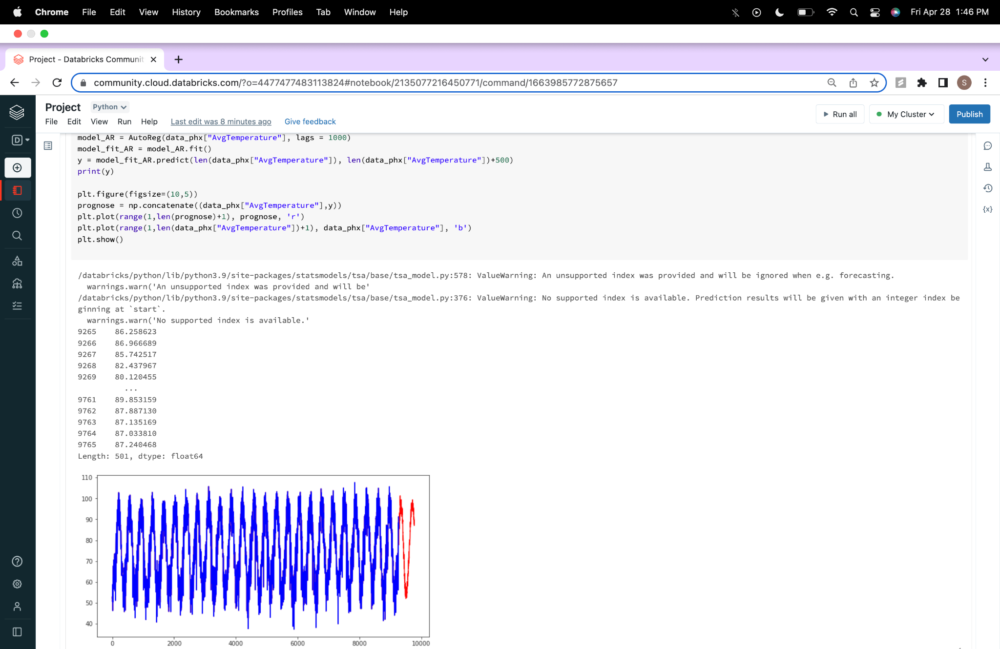 Chrome File Edit View History Bookmarks Profiles Tab Window Help Fri Apr 28 1:46 PM
Project - Databricks Communit
community.cloud.databricks.com/?o=4477477483113824#notebook/2135077216450771/command/1663985772875657
S
Project Python
File Edit View Run Help Last edit was 8 minutes ago Give feedback
Run all My Cluster Publish
D
{x}
model_AR = AutoReg(data_phx["AvgTemperature"], lags = 1000)
model_fit_AR = model_AR.fit()
y = model_fit_AR.predict(len(data_phx["AvgTemperature"]), len(data_phx["AvgTemperature"])+500)
print(y)
plt.figure(figsize=(10,5))
prognose = np.concatenate((data_phx["AvgTemperature"],y))
plt.plot(range(1,len(prognose)+1), prognose, 'r')
plt.plot(range(1,len(data_phx["AvgTemperature"])+1), data_phx["AvgTemperature"], 'b')
plt.show()
/databricks/python/lib/python3.9/site-packages/statsmodels/tsa/base/tsa_model.py:578: ValueWarning: An unsupported index was provided and will be ignored when e.g. forecasting.
warnings.warn('An unsupported index was provided and will be'
/databricks/python/lib/python3.9/site-packages/statsmodels/tsa/base/tsa_model.py:376: ValueWarning: No supported index is available. Prediction results will be given with an integer index be
ginning at `start`.
warnings.warn('No supported index is available.'
9265 86.258623
9266 86.966689
9267 85.742517
9268 82.437967
9269 80.120455
...
9761 89.853159
9762 87.887130
9763 87.135169
9764 87.033810
9765 87.240468
Length: 501, dtype: float64
110
100
90
80
70
60
50
40
0 2000 4000 6000 8000 10000